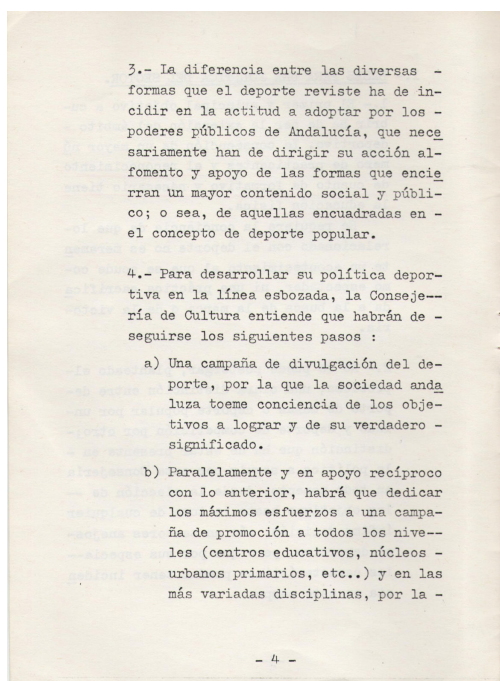 3.- La diferencia entre las diversas -
formas que el deporte reviste ha de in-
cidir en la actitud a adoptar por los -
poderes públicos de Andalucía, que nece
sariamente han de dirigir su acción al-
fomento y apoyo de las formas que encie
rran un mayor contenido social y públi-
co; o sea, de aquellas encuadradas en -
el concepto de deporte popular.
4.- Para desarrollar su política depor-
tiva en la línea esbozada, la Conseje--
ría de Cultura entiende que habrán de -
seguirse los siguientes pasos :
a) Una campaña de divulgación del de-
porte, por la que la sociedad anda
luza toeme conciencia de los obje-
tivos a lograr y de su verdadero -
significado.
b) Paralelamente y en apoyo recíproco
con lo anterior, habrá que dedicar
los máximos esfuerzos a una campa-
ña de promoción a todos los nive--
les (centros educativos, núcleos -
urbanos primarios, etc..) y en las
más variadas disciplinas, por la -
- 4 -